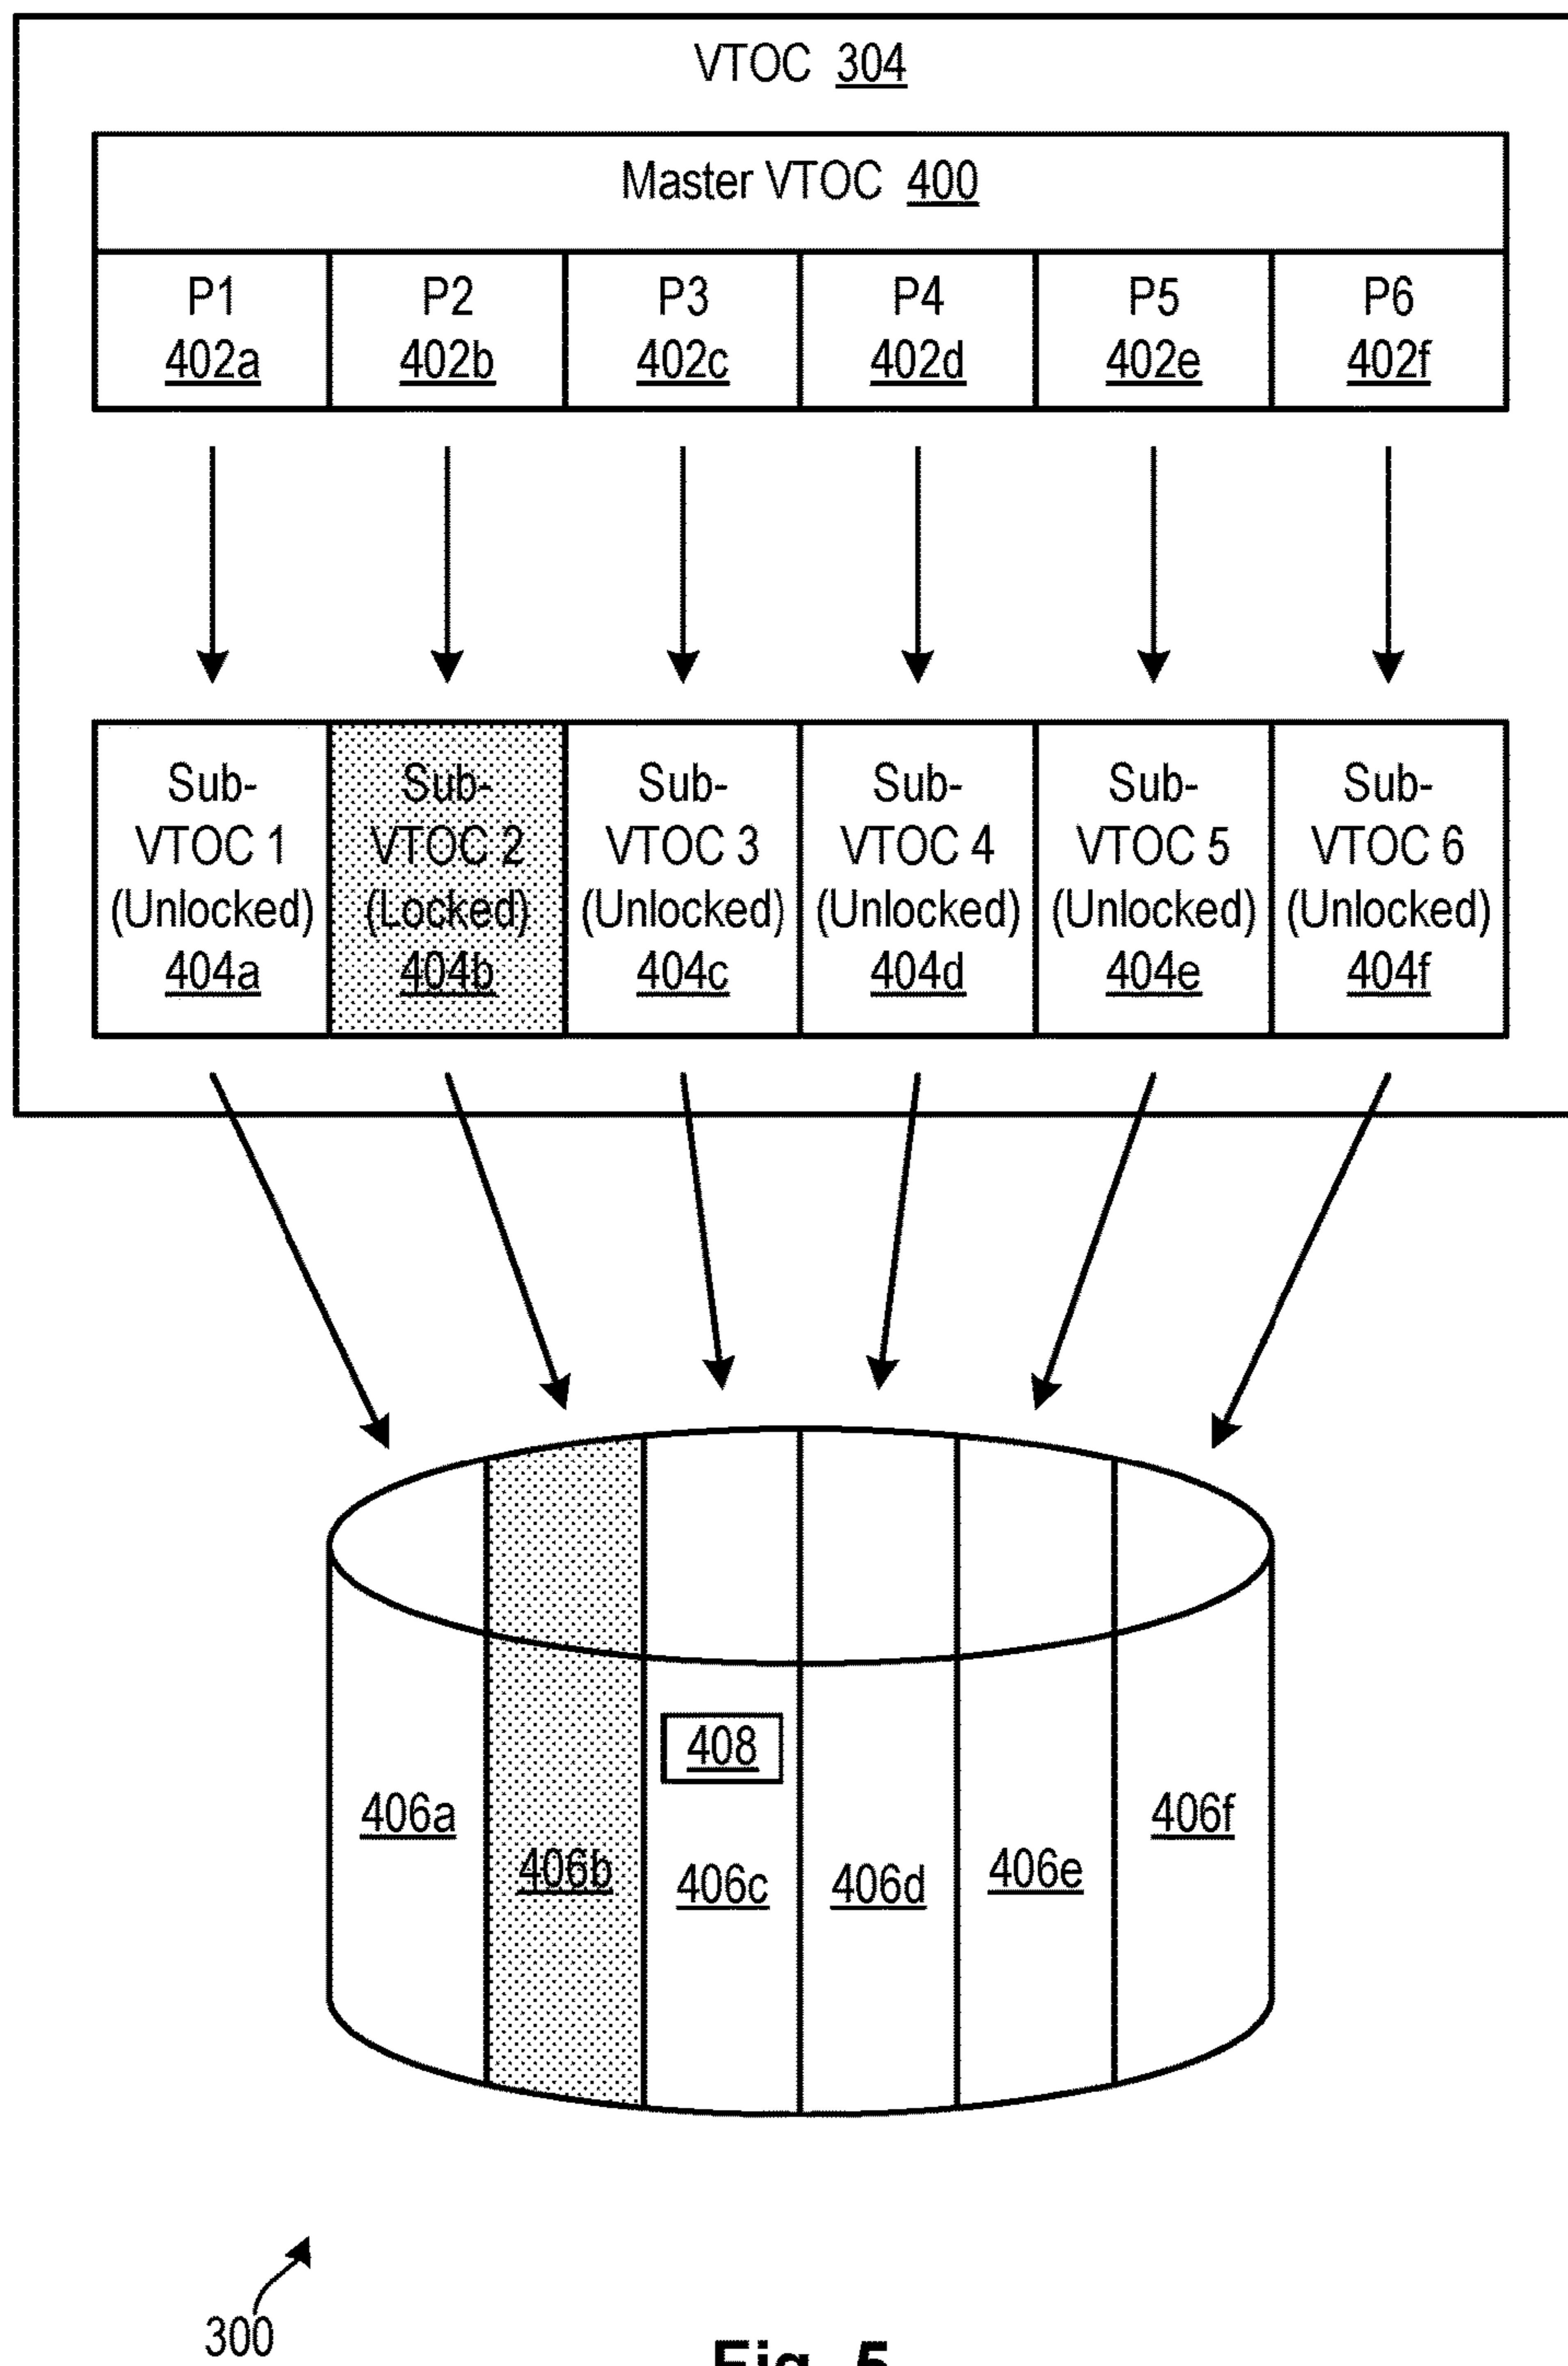 VTOC 304
Master VTOC 400
P1 P2 P3 P4 P5 P6
402a 402b 402c 402d 402e 402f
Sub- Sub- Sub- Sub- Sub- Sub-
VTOC 1 VTOC 2 VTOC 3 VTOC 4 VTOC 5 VTOC 6
(Unlocked) (Locked) (Unlocked) (Unlocked) (Unlocked) (Unlocked)
404a 404b 404c 404d 404e 404f
408
406a 406b 406c 406d 406e 406f
300
Fig. 5